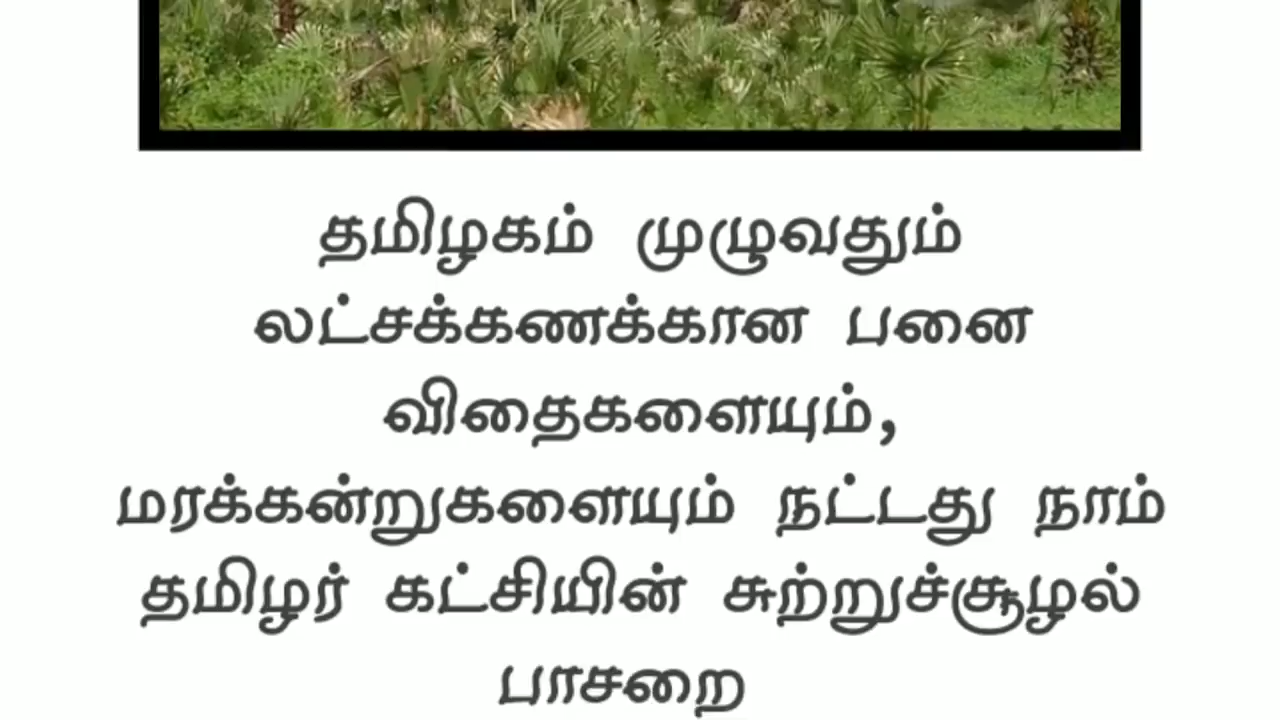 தமிழகம் முழுவதும்
லட்சக்கணக்கான பனை
விதைகளையும்,
மரக்கன்றுகளையும் நட்டது நாம்
தமிழர் கட்சியின் சுற்றுச்சூழல்
பாசறை